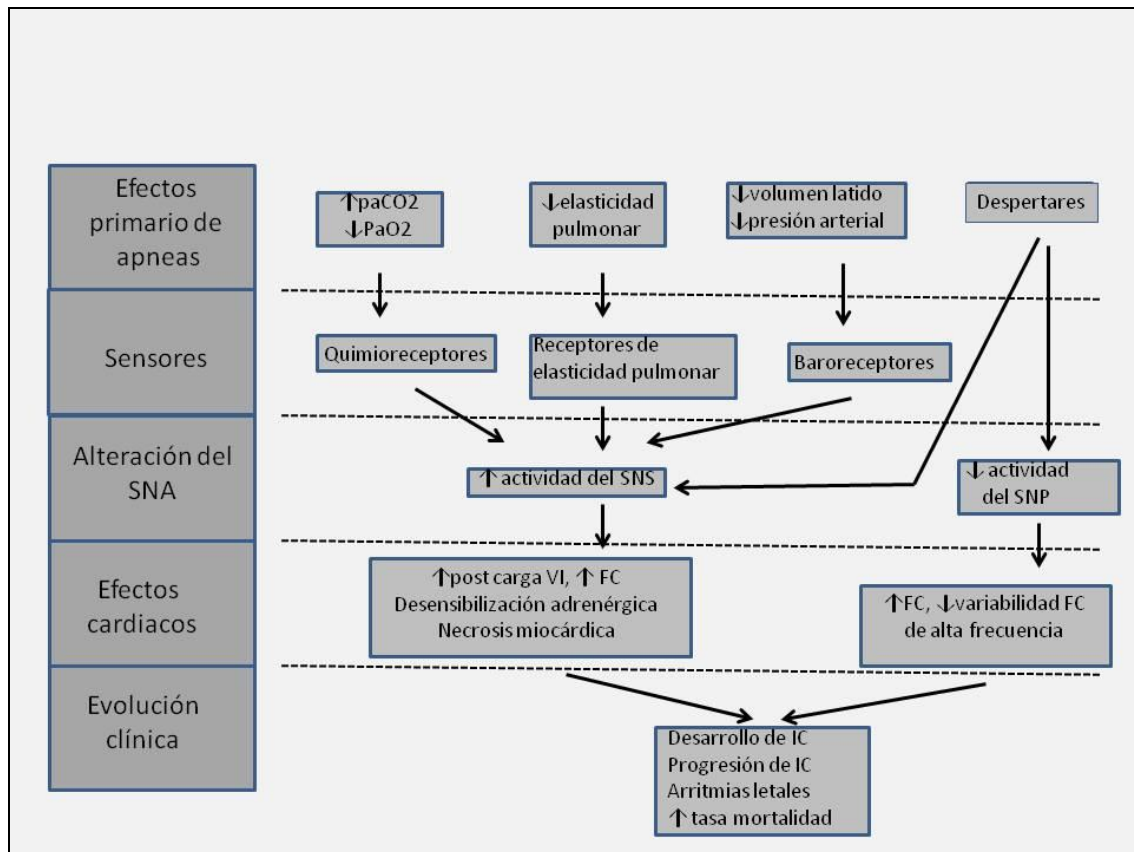 Efectos
primario de
apneas
↑paCO2
↓PaO2
↓elasticidad
pulmonar
↓volumen latido
↓presión arterial
Despertares
Sensores
Quimioreceptores
Receptores de
elasticidad pulmonar
Baroreceptores
Alteración del
SNA
↑ actividad del SNS
↓ actividad
del SNP
Efectos
cardiacos
↑post carga VI, ↑ FC
Desensibilización adrenérgica
Necrosis miocárdica
↑FC, ↓variabilidad FC
de alta frecuencia
Evolución
clínica
Desarrollo de IC
Progresión de IC
Arritmias letales
↑ tasa mortalidad